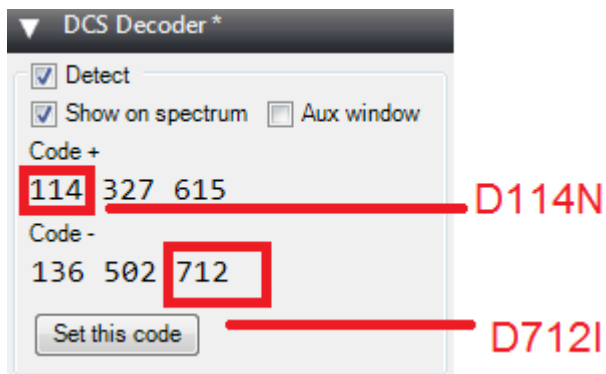 DCS Decoder *
Detect
Show on spectrum Aux window
Code +
114 327 615
D114N
Code -
136 502 712
Set this code
D712I